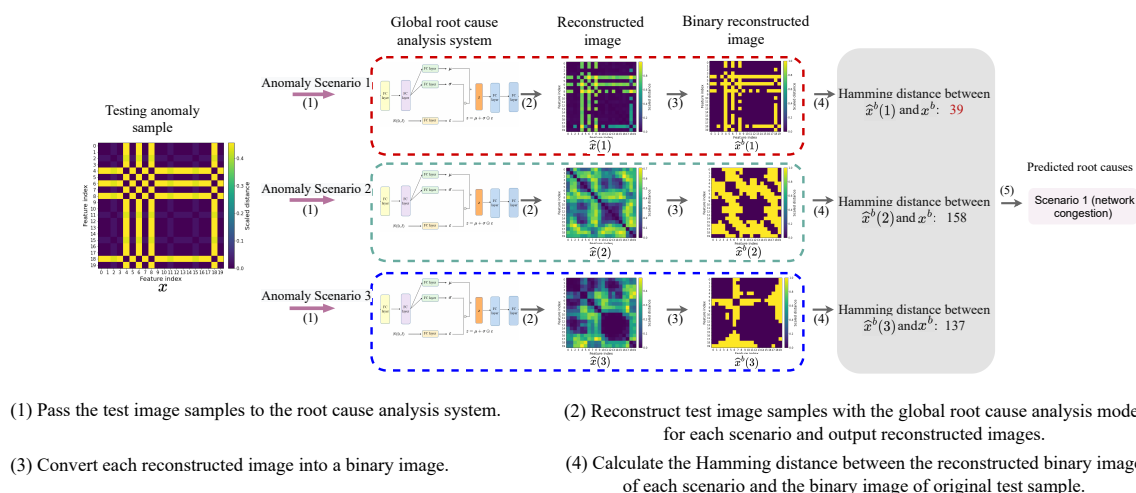 Global root cause
analysis system
Reconstructed
image
Binary reconstructed
image
Testing anomaly
sample
Feature index
Feature index
Scaled distance
x
Anomaly Scenario 1
(1)
(2)
x̂(1)
(3)
x̂ᵇ(1)
(4)
Hamming distance between
x̂ᵇ(1) and xᵇ: 39
Anomaly Scenario 2
(1)
(2)
x̂(2)
(3)
x̂ᵇ(2)
(4)
Hamming distance between
x̂ᵇ(2) and xᵇ: 158
(5)
Predicted root causes
Scenario 1 (network
congestion)
Anomaly Scenario 3
(1)
(2)
x̂(3)
(3)
x̂ᵇ(3)
(4)
Hamming distance between
x̂ᵇ(3) and xᵇ: 137
(1) Pass the test image samples to the root cause analysis system.
(2) Reconstruct test image samples with the global root cause analysis mode
for each scenario and output reconstructed images.
(3) Convert each reconstructed image into a binary image.
(4) Calculate the Hamming distance between the reconstructed binary image
of each scenario and the binary image of original test sample.